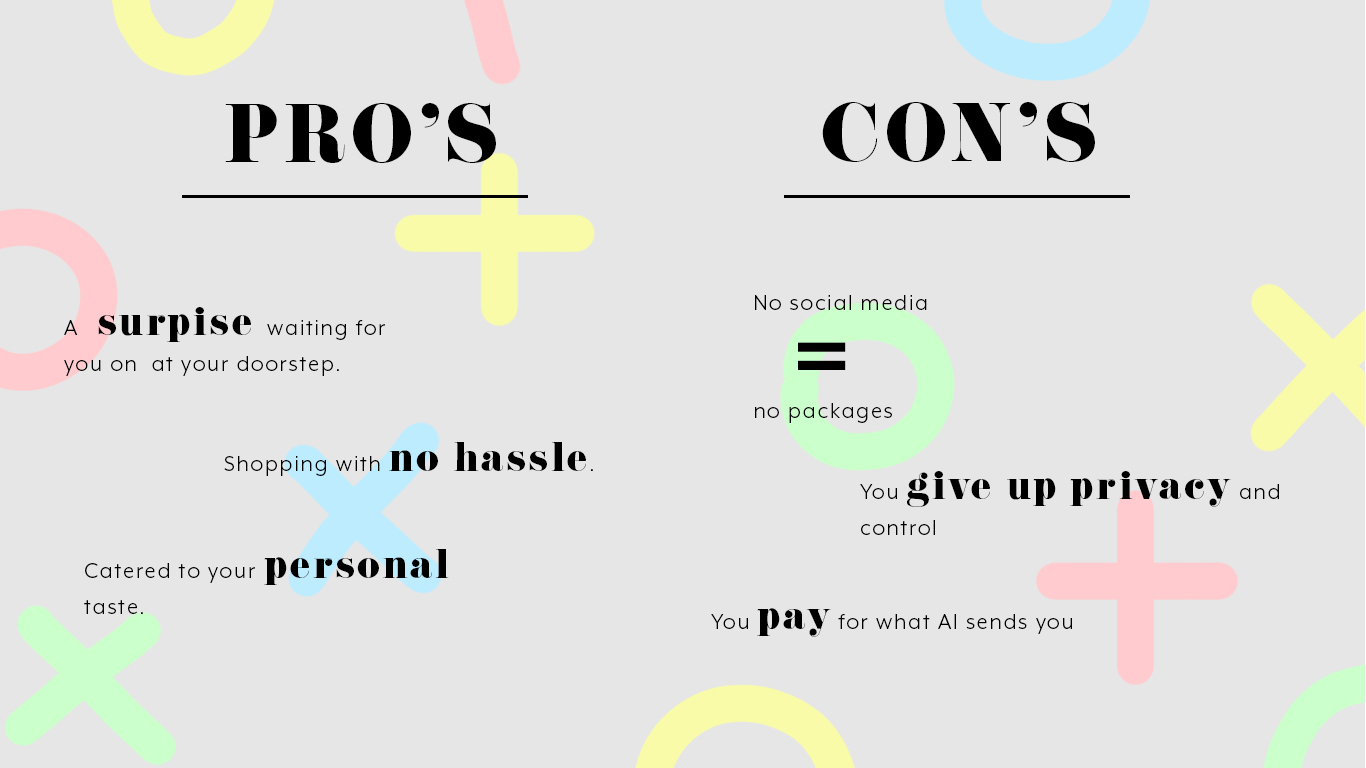 PRO’S
A surpise waiting for
you on at your doorstep.
Shopping with no hassle.
Catered to your personal
taste.
CON’S
No social media
=
no packages
You give up privacy and
control
You pay for what AI sends you